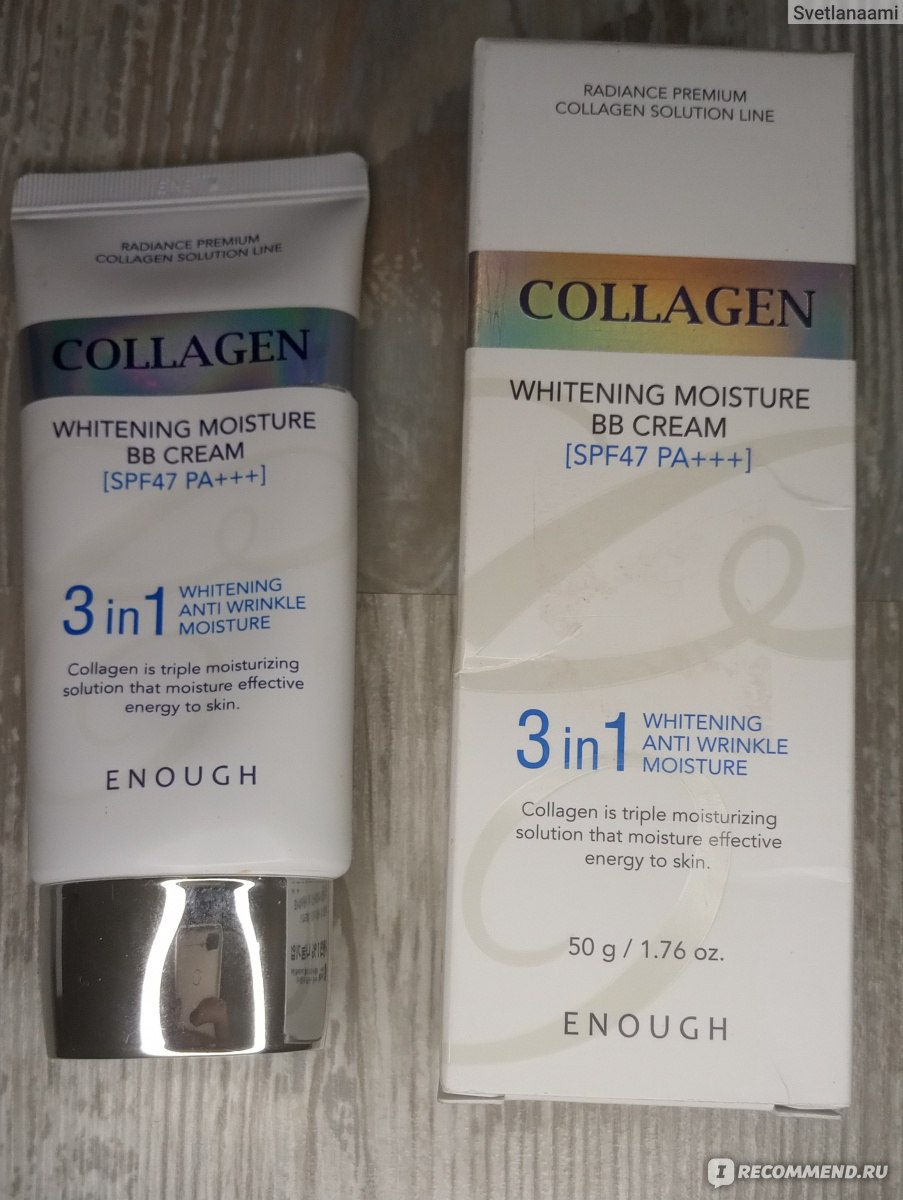 Svetlanaami
RADIANCE PREMIUM
COLLAGEN SOLUTION LINE
COLLAGEN
WHITENING MOISTURE
BB CREAM
[SPF47 PA+++]
3 in 1
WHITENING
ANTI WRINKLE
MOISTURE
Collagen is triple moisturizing
solution that moisture effective
energy to skin.
ENOUGH
RADIANCE PREMIUM
COLLAGEN SOLUTION LINE
COLLAGEN
WHITENING MOISTURE
BB CREAM
[SPF47 PA+++]
3 in 1
WHITENING
ANTI WRINKLE
MOISTURE
Collagen is triple moisturizing
solution that moisture effective
energy to skin.
50 g / 1.76 oz.
ENOUGH
IRECOMMEND.RU